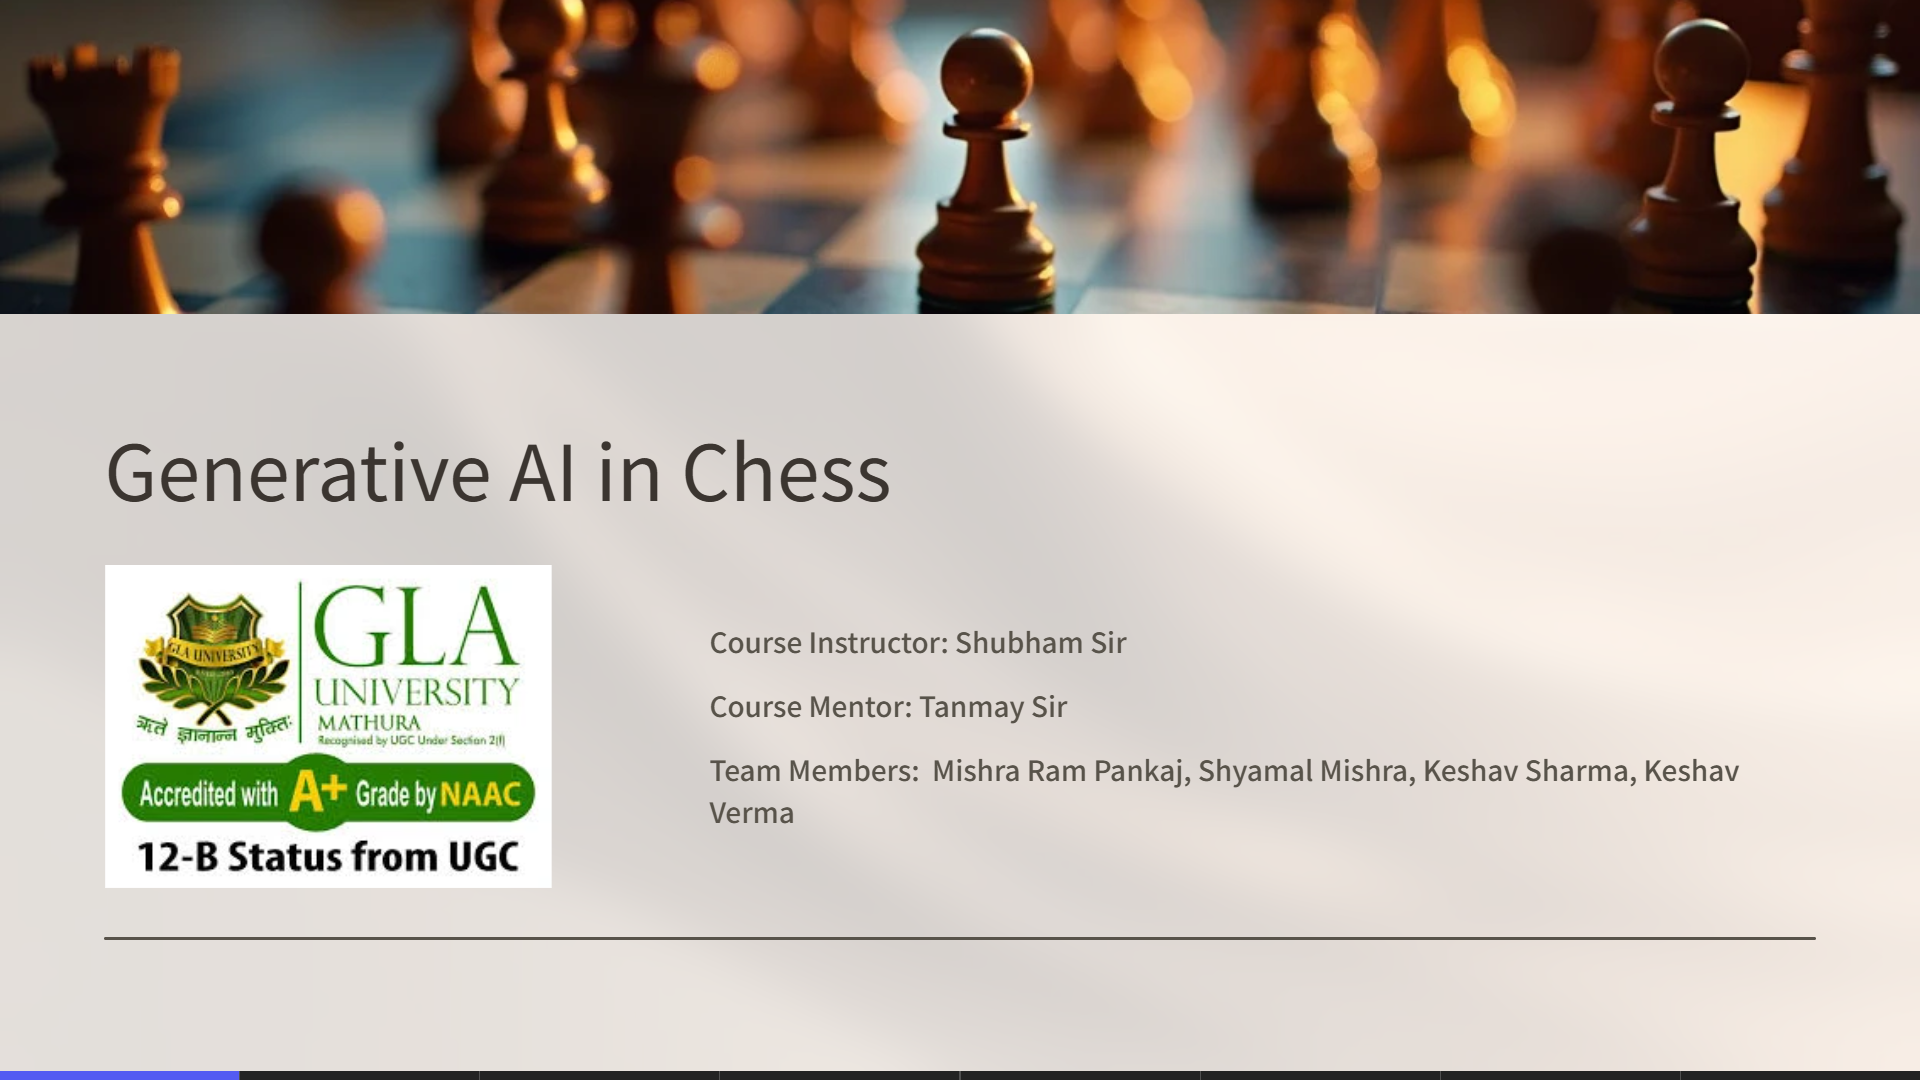 Generative AI in Chess
GLA UNIVERSITY
ऋते ज्ञानान्न मुक्तिः
GLA
UNIVERSITY
MATHURA
Recognised by UGC Under Section 2(f)
Accredited with A+ Grade by NAAC
12-B Status from UGC
Course Instructor: Shubham Sir
Course Mentor: Tanmay Sir
Team Members:  Mishra Ram Pankaj, Shyamal Mishra, Keshav Sharma, Keshav
Verma